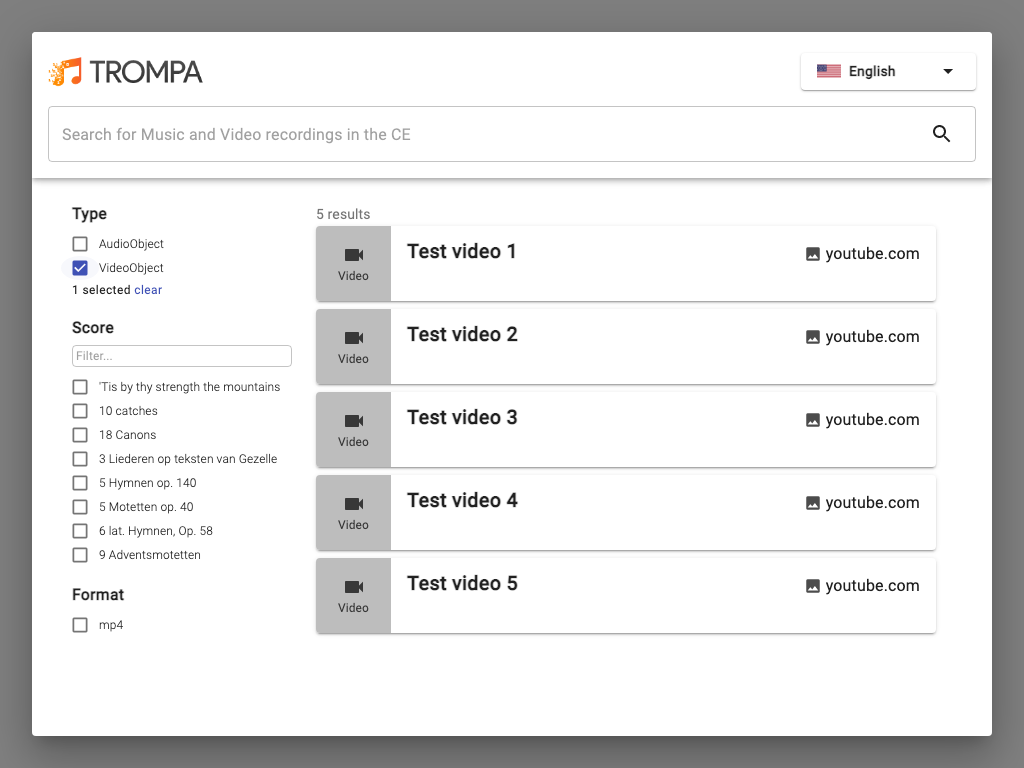 TROMPA
English
Search for Music and Video recordings in the CE
Type
AudioObject
VideoObject
1 selected clear
Score
Filter...
'Tis by thy strength the mountains
10 catches
18 Canons
3 Liederen op teksten van Gezelle
5 Hymnen op. 140
5 Motetten op. 40
6 lat. Hymnen, Op. 58
9 Adventsmotetten
Format
mp4
5 results
Video
Test video 1
youtube.com
Video
Test video 2
youtube.com
Video
Test video 3
youtube.com
Video
Test video 4
youtube.com
Video
Test video 5
youtube.com